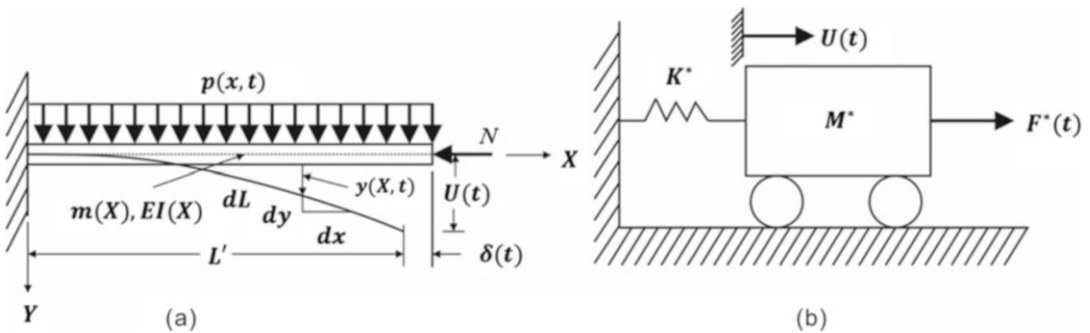 p(x, t)
N
X
y(X, t)
U(t)
m(X), EI(X)
dL
dy
dx
L'
δ(t)
Y
(a)
U(t)
K*
M*
F*(t)
(b)